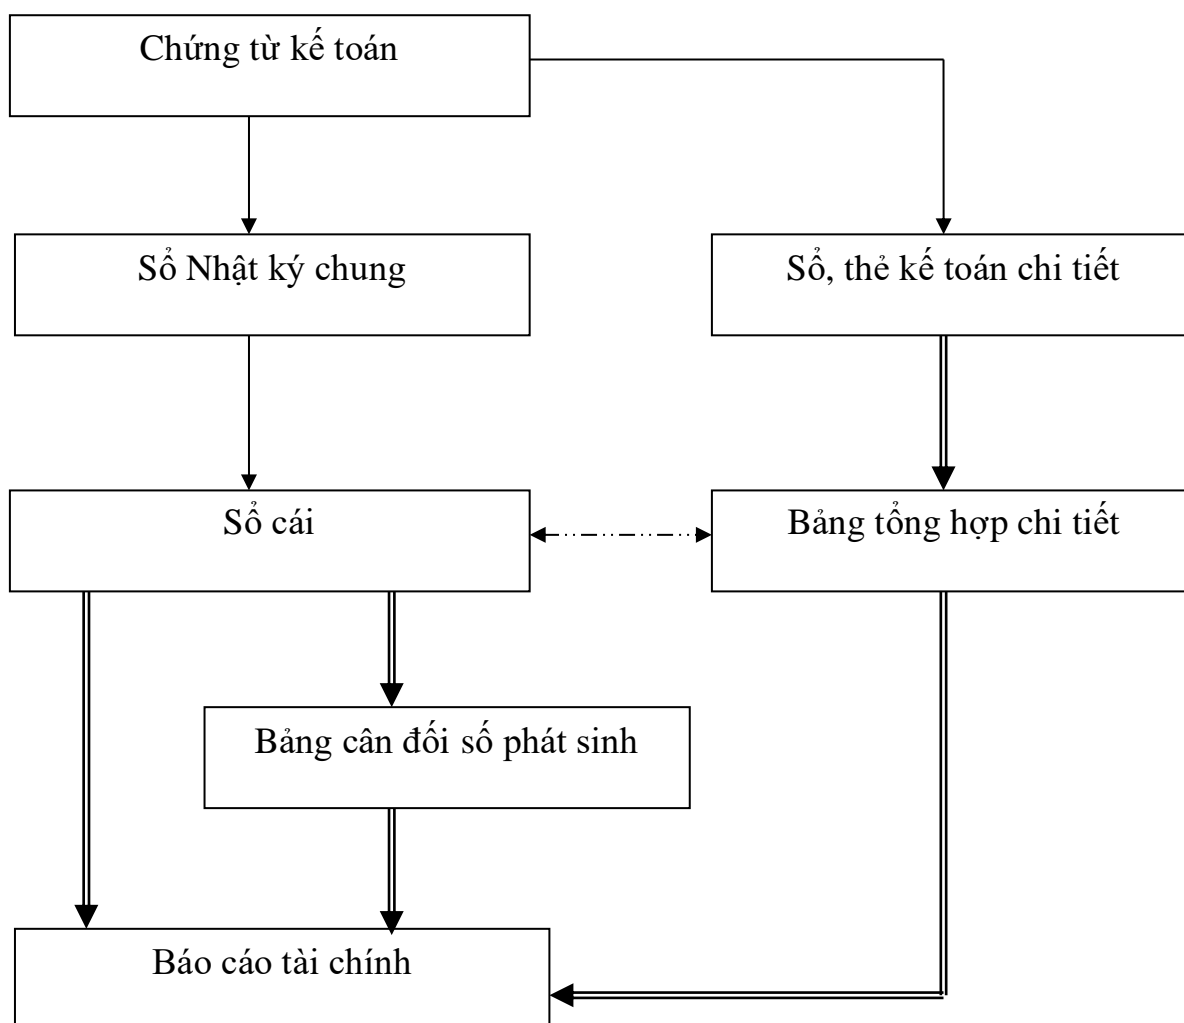 Chứng từ kế toán
Sổ Nhật ký chung
Sổ, thẻ kế toán chi tiết
Sổ cái
Bảng tổng hợp chi tiết
Bảng cân đối số phát sinh
Báo cáo tài chính